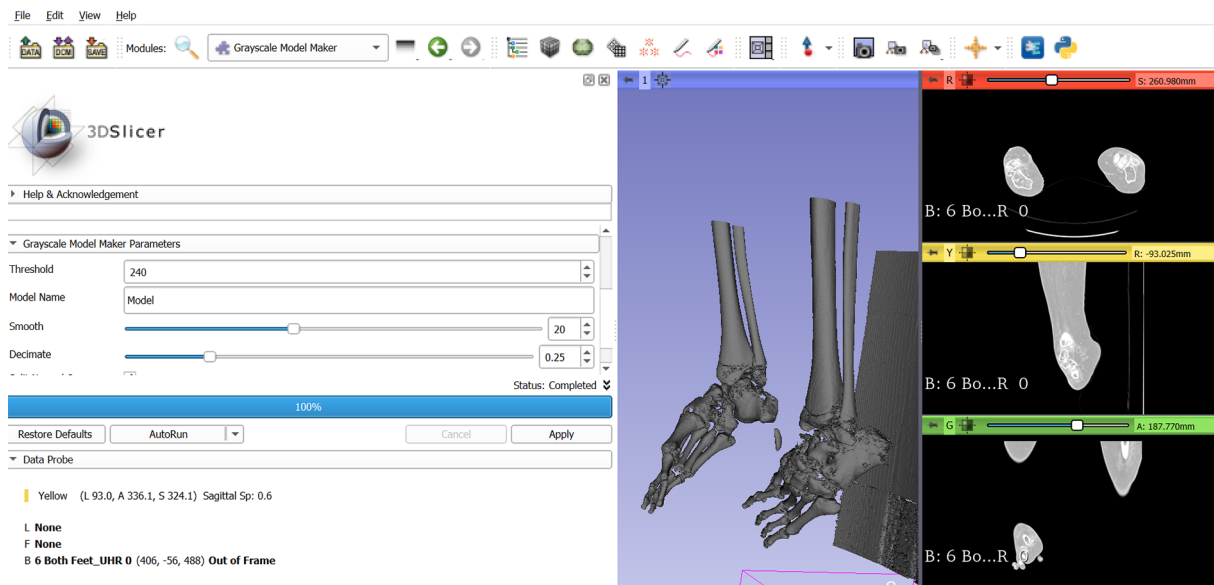 File Edit View Help
DATA DCM SAVE Modules: Grayscale Model Maker
3DSlicer
Help & Acknowledgement
Grayscale Model Maker Parameters
Threshold 240
Model Name Model
Smooth 20
Decimate 0.25
Status: Completed
100%
Restore Defaults AutoRun Cancel Apply
Data Probe
Yellow (L 93.0, A 336.1, S 324.1) Sagittal Sp: 0.6
L None
F None
B 6 Both Feet_UHR 0 (406, -56, 488) Out of Frame
1
R S: 260.980mm
B: 6 Bo...R 0
Y R: -93.025mm
B: 6 Bo...R 0
G A: 187.770mm
B: 6 Bo...R 0